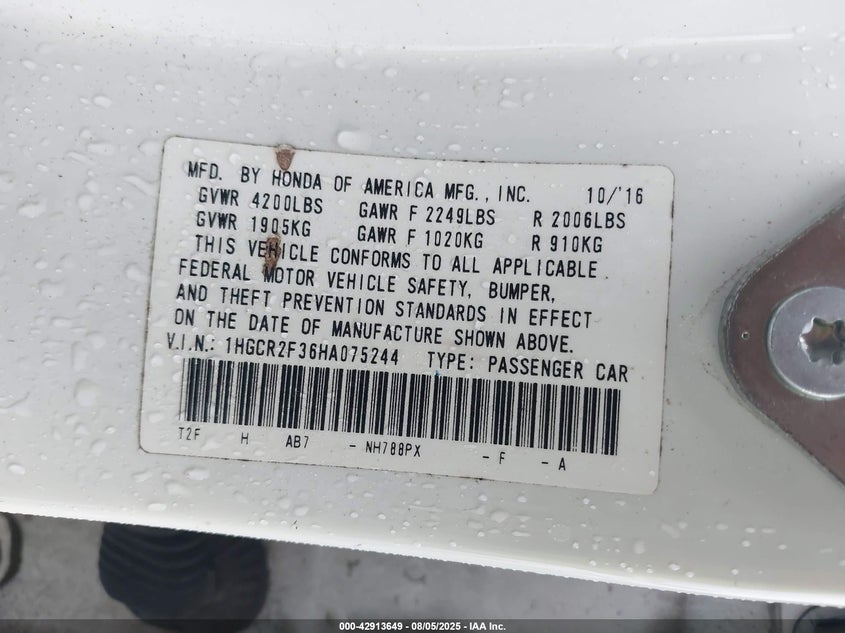 MFD. BY HONDA OF AMERICA MFG., INC. 10/'16
GVWR 4200LBS GAWR F 2249LBS R 2006LBS
GVWR 1905KG GAWR F 1020KG R 910KG
THIS VEHICLE CONFORMS TO ALL APPLICABLE
FEDERAL MOTOR VEHICLE SAFETY, BUMPER,
AND THEFT PREVENTION STANDARDS IN EFFECT
ON THE DATE OF MANUFACTURE SHOWN ABOVE.
V.I.N.: 1HGCR2F36HA075244 TYPE: PASSENGER CAR
T2F H AB7 - NH788PX - F - A
000-42913649 - 08/05/2025 - IAA Inc.